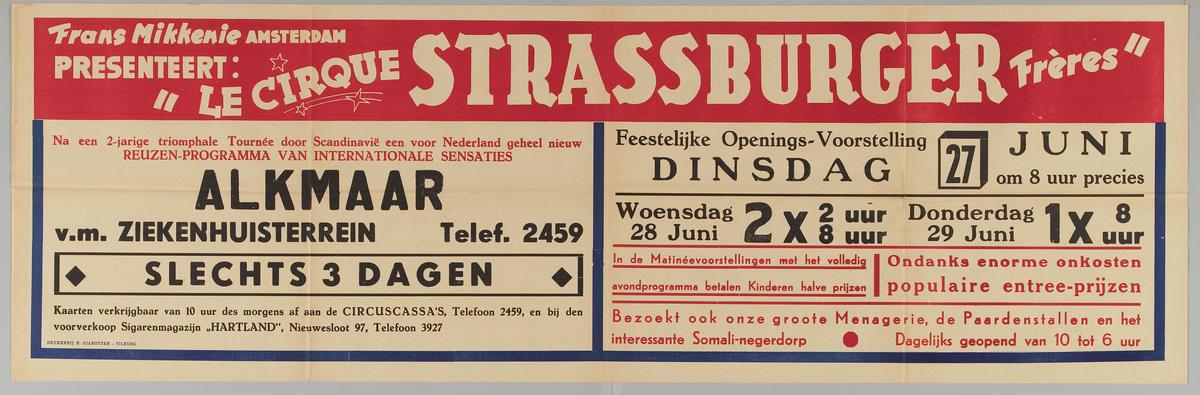 Frans Mikkenie AMSTERDAM
PRESENTEERT:
"LE CIRQUE STRASSBURGER Frères"
Na een 2-jarige triomphale Tournée door Scandinavië een voor Nederland geheel nieuw
REUZEN-PROGRAMMA VAN INTERNATIONALE SENSATIES
ALKMAAR
v.m. ZIEKENHUISTERREIN Telef. 2459
SLECHTS 3 DAGEN
Kaarten verkrijgbaar van 10 uur des morgens af aan de CIRCUSCASSA'S, Telefoon 2459, en bij den
voorverkoop Sigarenmagazijn „HARTLAND", Nieuwesloot 97, Telefoon 3927
DRUKKERIJ H. GIANOTTEN - TILBURG
Feestelijke Openings-Voorstelling
DINSDAG 27 JUNI
om 8 uur precies
Woensdag 28 Juni 2 x 2 uur 8 uur
Donderdag 29 Juni 1 x 8 uur
In de Matinéevoorstellingen met het volledig
avondprogramma betalen Kinderen halve prijzen
Ondanks enorme onkosten
populaire entree-prijzen
Bezoekt ook onze groote Menagerie, de Paardenstallen en het
interessante Somali-negerdorp ● Dagelijks geopend van 10 tot 6 uur